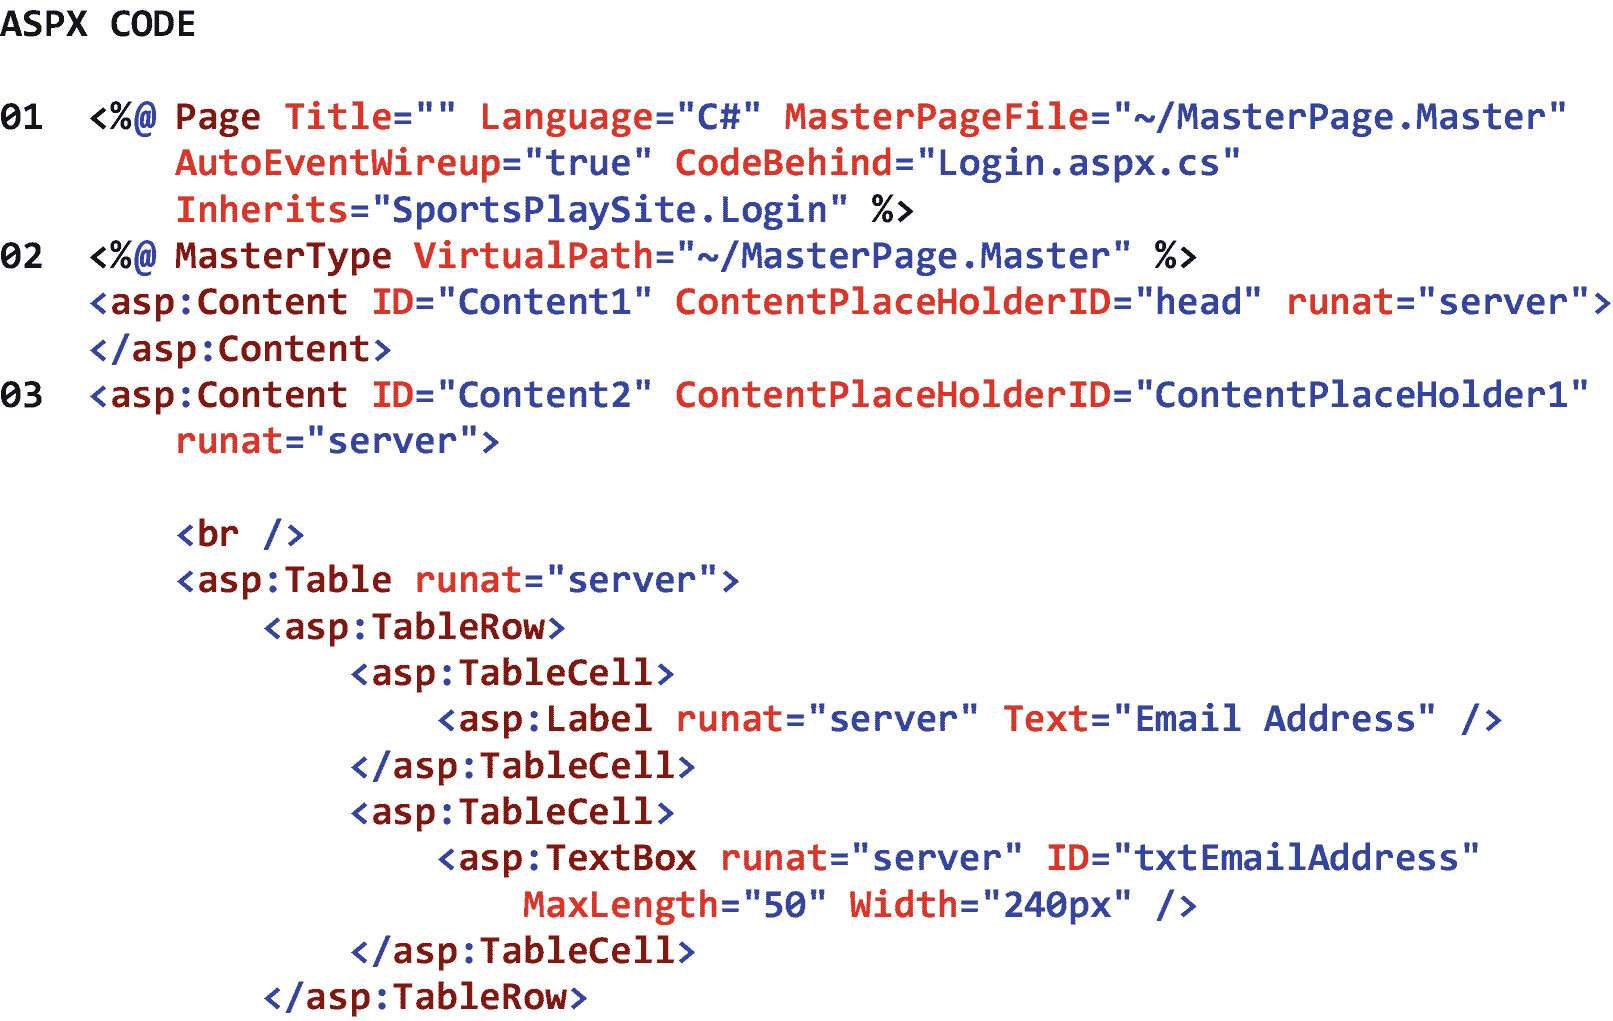 ASPX CODE
01 <%@ Page Title="" Language="C#" MasterPageFile="~/MasterPage.Master"
AutoEventWireup="true" CodeBehind="Login.aspx.cs"
Inherits="SportsPlaySite.Login" %>
02 <%@ MasterType VirtualPath="~/MasterPage.Master" %>
<asp:Content ID="Content1" ContentPlaceHolderID="head" runat="server">
</asp:Content>
03 <asp:Content ID="Content2" ContentPlaceHolderID="ContentPlaceHolder1"
runat="server">
<br />
<asp:Table runat="server">
<asp:TableRow>
<asp:TableCell>
<asp:Label runat="server" Text="Email Address" />
</asp:TableCell>
<asp:TableCell>
<asp:TextBox runat="server" ID="txtEmailAddress"
MaxLength="50" Width="240px" />
</asp:TableCell>
</asp:TableRow>